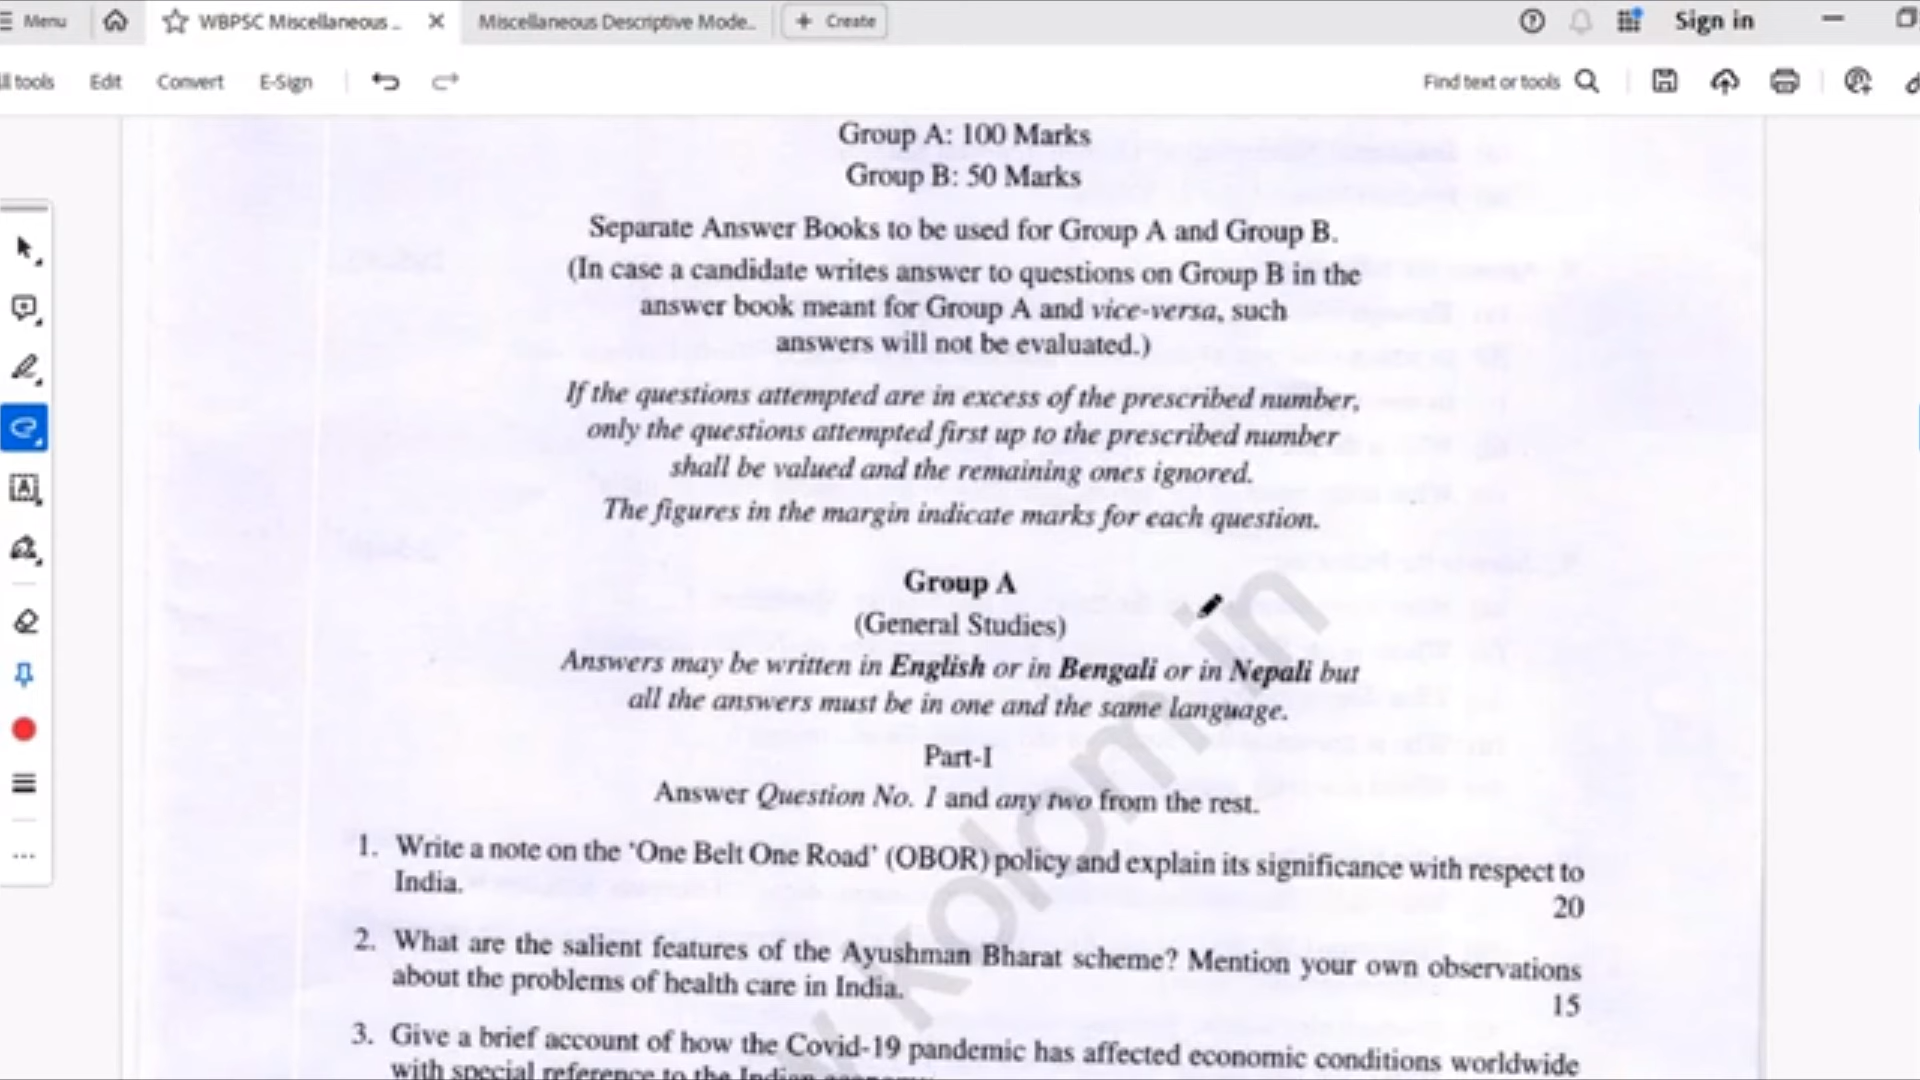 Menu
WBPSC Miscellaneous ..
Miscellaneous Descriptive Mode..
+ Create
Sign in
ll tools
Edit
Convert
E-Sign
Find text or tools
Group A: 100 Marks
Group B: 50 Marks
Separate Answer Books to be used for Group A and Group B.
(In case a candidate writes answer to questions on Group B in the
answer book meant for Group A and vice-versa, such
answers will not be evaluated.)
If the questions attempted are in excess of the prescribed number,
only the questions attempted first up to the prescribed number
shall be valued and the remaining ones ignored.
The figures in the margin indicate marks for each question.
Group A
(General Studies)
Answers may be written in English or in Bengali or in Nepali but
all the answers must be in one and the same language.
Part-I
Answer Question No. 1 and any two from the rest.
1. Write a note on the ‘One Belt One Road’ (OBOR) policy and explain its significance with respect to
India.
20
2. What are the salient features of the Ayushman Bharat scheme? Mention your own observations
about the problems of health care in India.
15
3. Give a brief account of how the Covid-19 pandemic has affected economic conditions worldwide
with special reference to the Indian
kolom.in